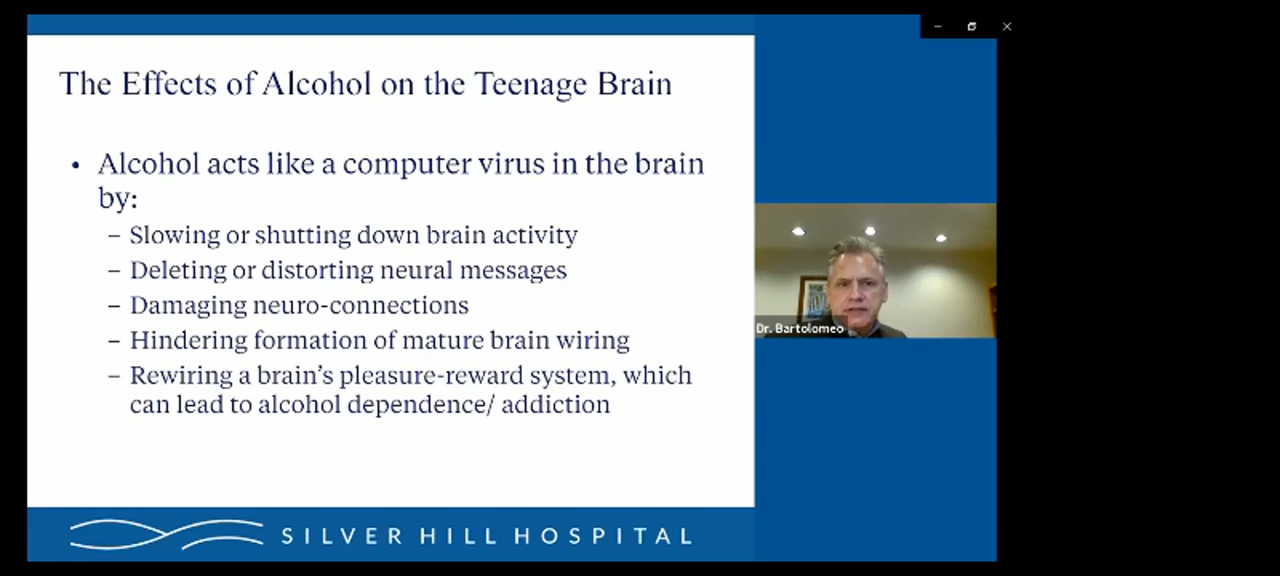 The Effects of Alcohol on the Teenage Brain
• Alcohol acts like a computer virus in the brain
by:
– Slowing or shutting down brain activity
– Deleting or distorting neural messages
– Damaging neuro-connections
– Hindering formation of mature brain wiring
– Rewiring a brain’s pleasure-reward system, which
can lead to alcohol dependence/ addiction
Dr. Bartolomeo
SILVER HILL HOSPITAL